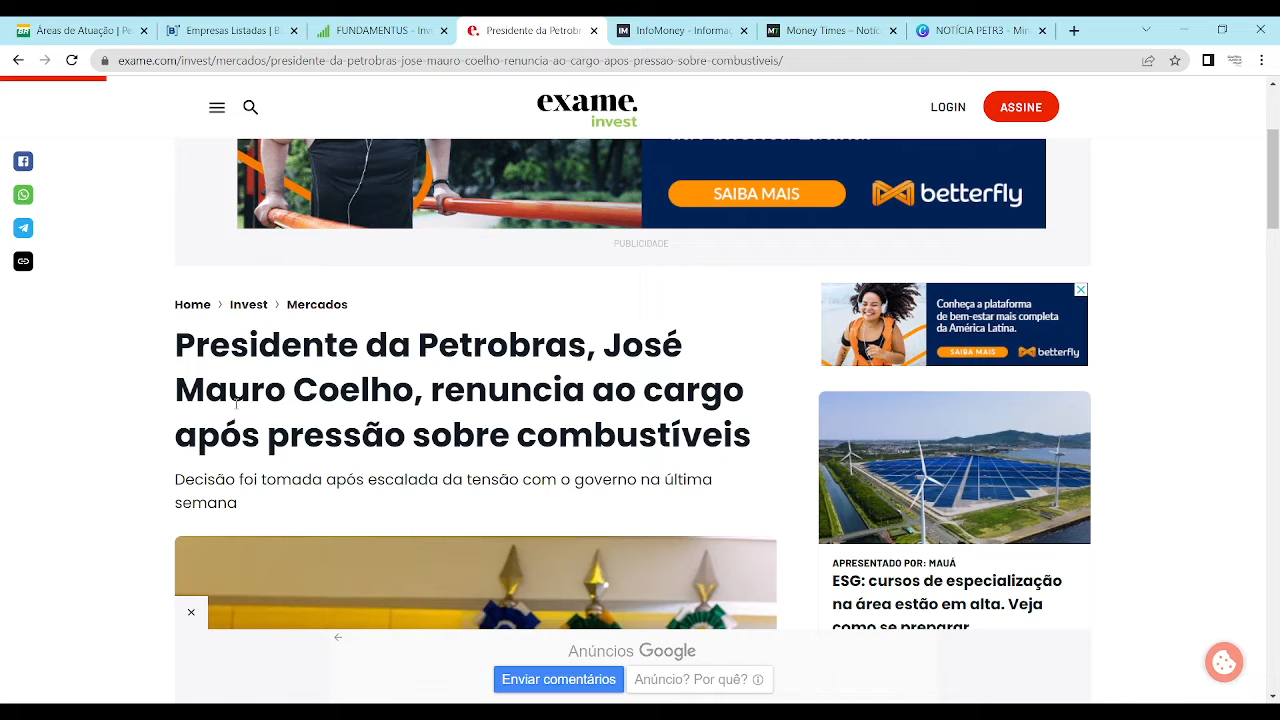 Áreas de Atuação | Pe
Empresas Listadas | B
FUNDAMENTUS - Inv
Presidente da Petrob
InfoMoney - Informaç
Money Times – Notíc
NOTÍCIA PETR3 - Min
exame.com/invest/mercados/presidente-da-petrobras-jose-mauro-coelho-renuncia-ao-cargo-apos-pressao-sobre-combustiveis/
exame.
invest
LOGIN
ASSINE
SAIBA MAIS
betterfly
PUBLICIDADE
Home > Invest > Mercados
Presidente da Petrobras, José
Mauro Coelho, renuncia ao cargo
após pressão sobre combustíveis
Decisão foi tomada após escalada da tensão com o governo na última
semana
Conheça a plataforma
de bem-estar mais completa
da América Latina.
SAIBA MAIS
betterfly
APRESENTADO POR: MAUÁ
ESG: cursos de especialização
na área estão em alta. Veja
como se preparar
Anúncios Google
Enviar comentários
Anúncio? Por quê?